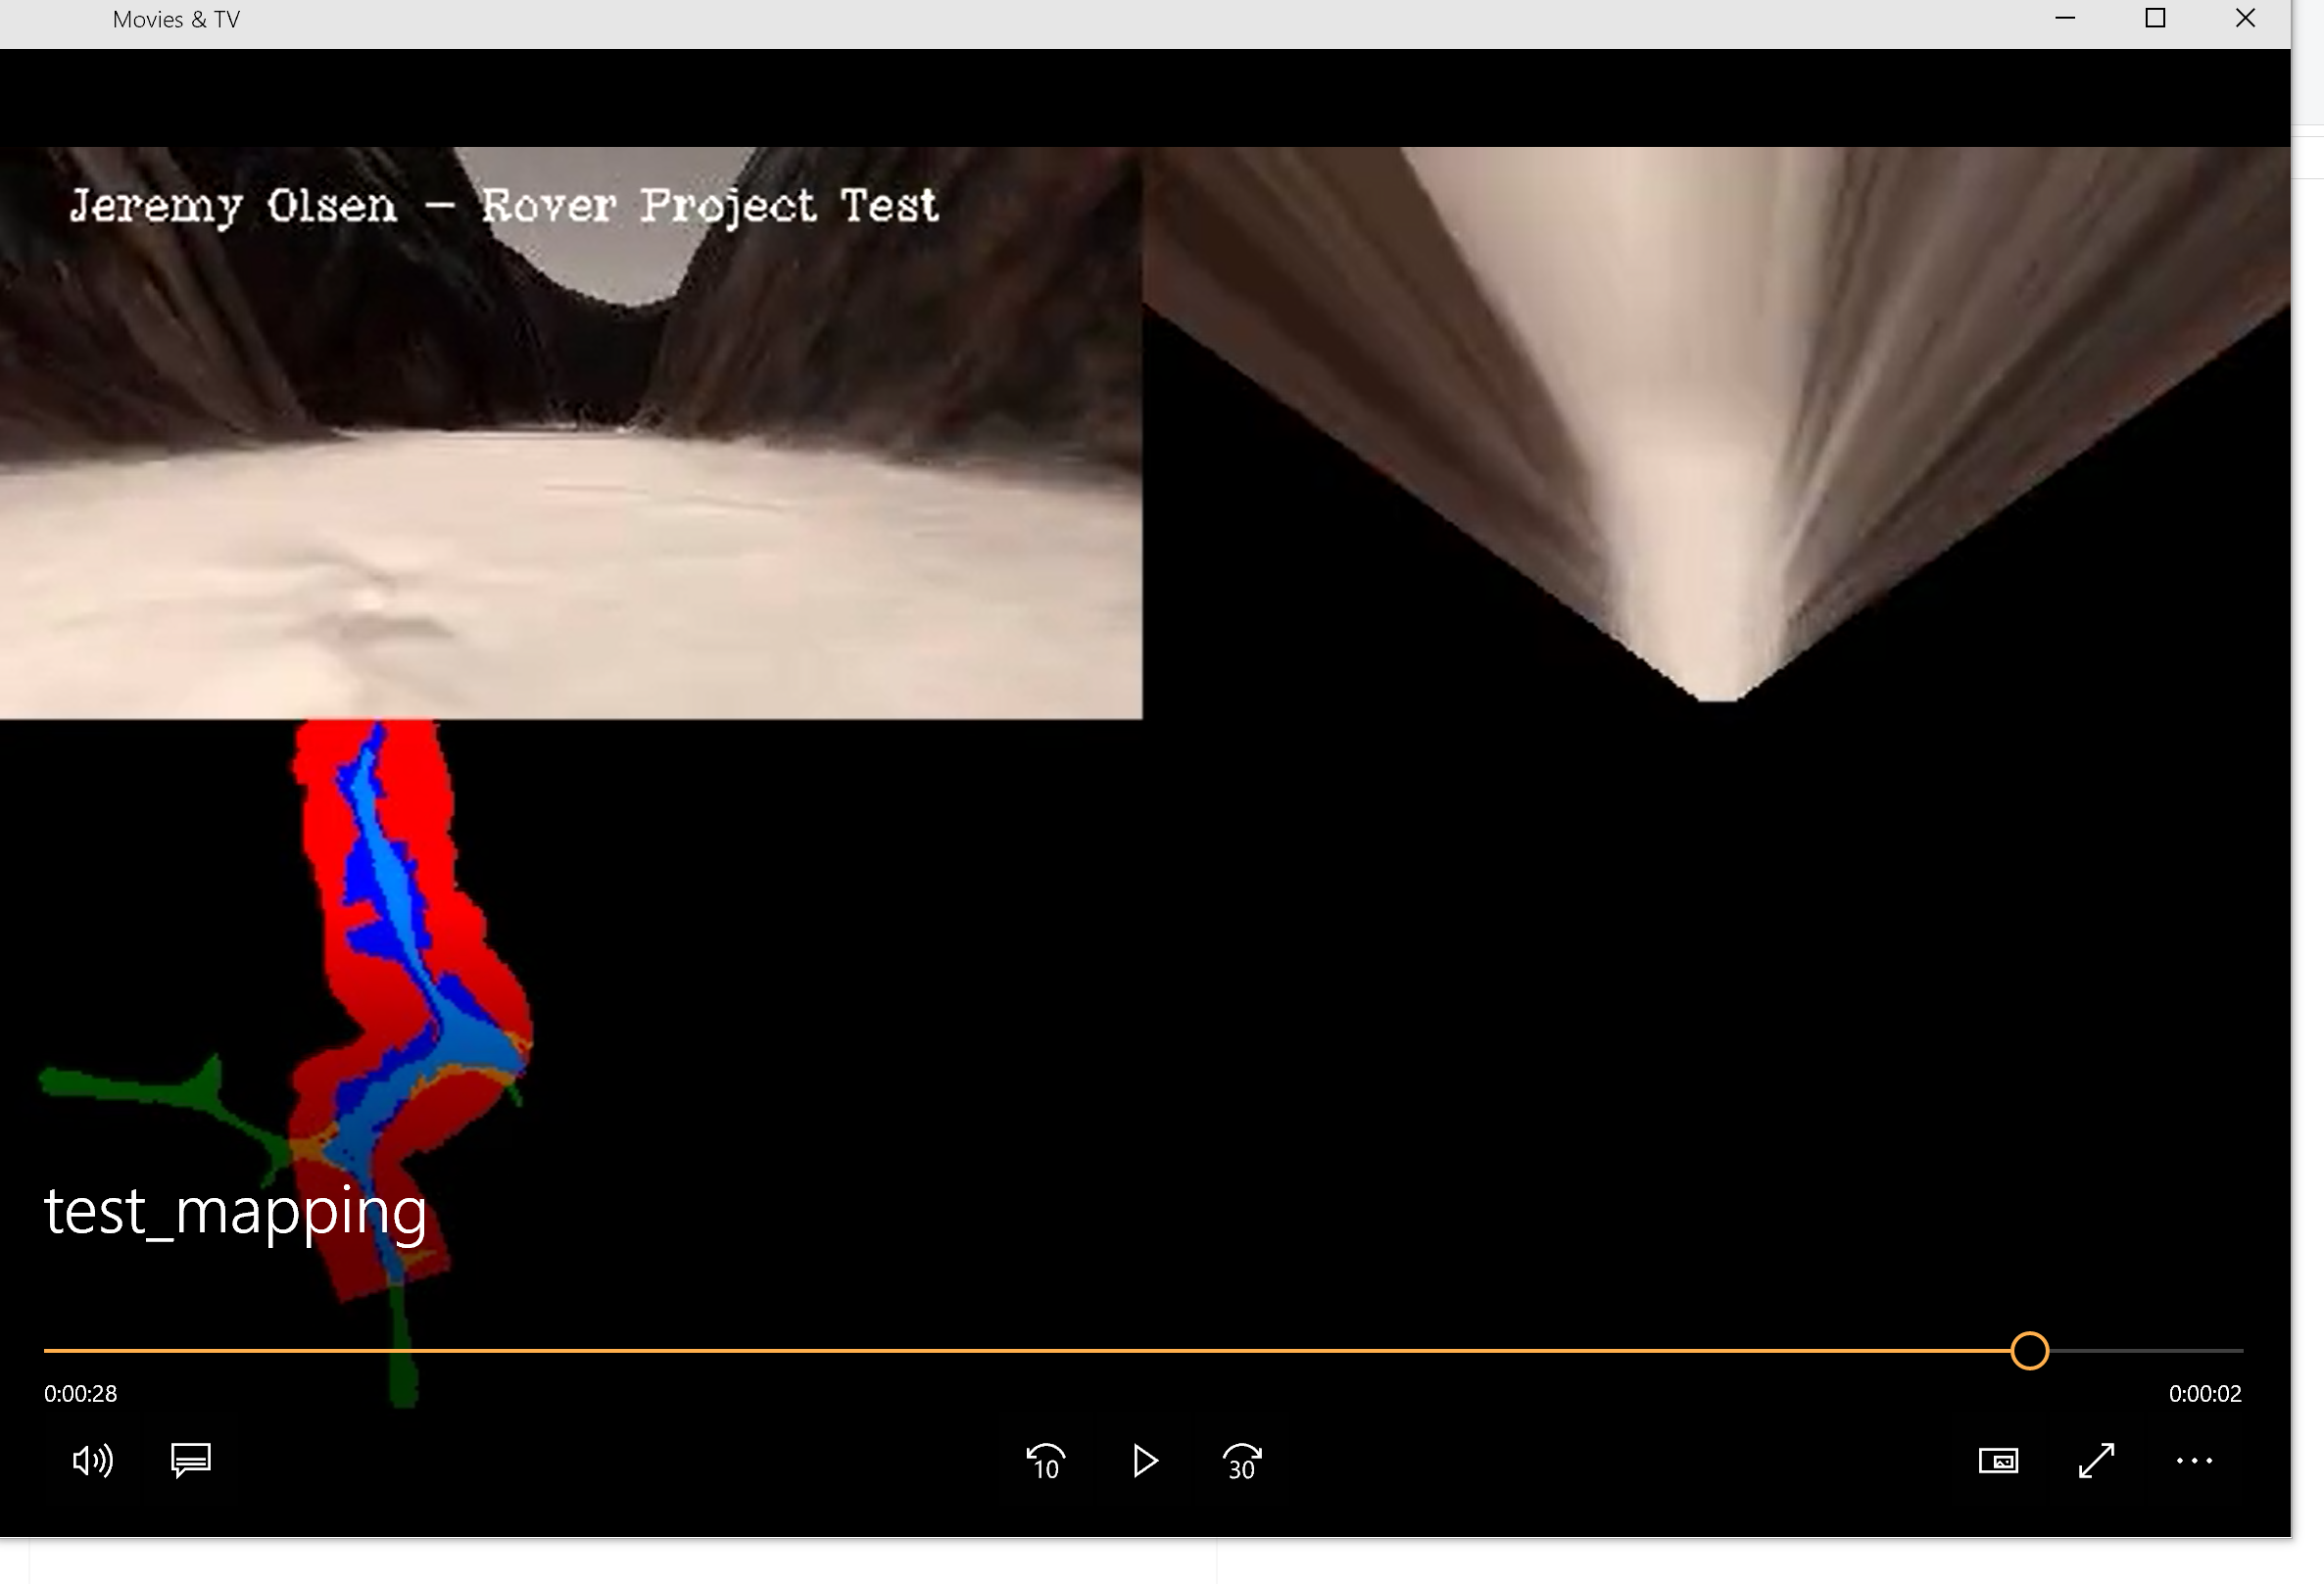 Movies & TV
Jeremy Olsen - Rover Project Test
test_mapping
0:00:28
0:00:02
10
30